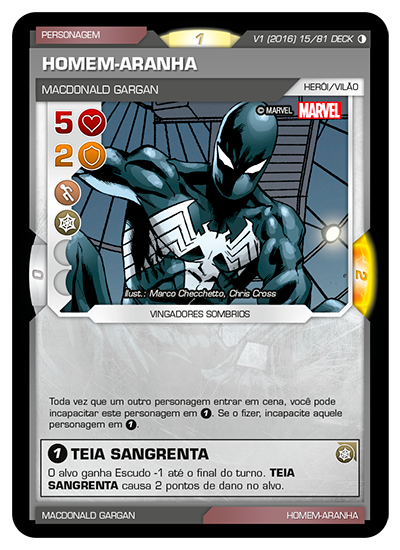 PERSONAGEM
1
V1 (2016) 15/81 DECK
HOMEM-ARANHA
MACDONALD GARGAN
HERÓI/VILÃO
© MARVEL MARVEL
5
2
0
2
Ilust.: Marco Checchetto, Chris Cross
VINGADORES SOMBRIOS
Toda vez que um outro personagem entrar em cena, você pode
incapacitar este personagem em 1. Se o fizer, incapacite aquele
personagem em 1.
1 TEIA SANGRENTA
O alvo ganha Escudo -1 até o final do turno. TEIA
SANGRENTA causa 2 pontos de dano no alvo.
MACDONALD GARGAN
HOMEM-ARANHA